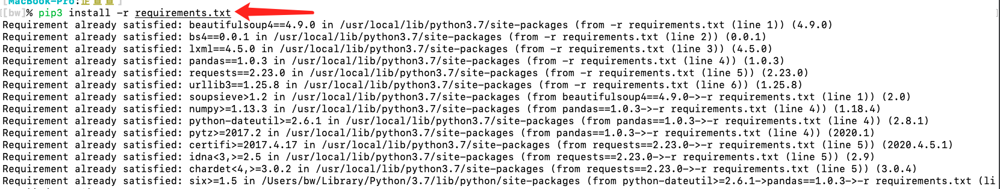 [MacBook-Pro:
[bw]% pip3 install -r requirements.txt
Requirement already satisfied: beautifulsoup4==4.9.0 in /usr/local/lib/python3.7/site-packages (from -r requirements.txt (line 1)) (4.9.0)
Requirement already satisfied: bs4==0.0.1 in /usr/local/lib/python3.7/site-packages (from -r requirements.txt (line 2)) (0.0.1)
Requirement already satisfied: lxml==4.5.0 in /usr/local/lib/python3.7/site-packages (from -r requirements.txt (line 3)) (4.5.0)
Requirement already satisfied: pandas==1.0.3 in /usr/local/lib/python3.7/site-packages (from -r requirements.txt (line 4)) (1.0.3)
Requirement already satisfied: requests==2.23.0 in /usr/local/lib/python3.7/site-packages (from -r requirements.txt (line 5)) (2.23.0)
Requirement already satisfied: urllib3==1.25.8 in /usr/local/lib/python3.7/site-packages (from -r requirements.txt (line 6)) (1.25.8)
Requirement already satisfied: soupsieve>1.2 in /usr/local/lib/python3.7/site-packages (from beautifulsoup4==4.9.0->-r requirements.txt (line 1)) (2.0)
Requirement already satisfied: numpy>=1.13.3 in /usr/local/lib/python3.7/site-packages (from pandas==1.0.3->-r requirements.txt (line 4)) (1.18.4)
Requirement already satisfied: python-dateutil>=2.6.1 in /usr/local/lib/python3.7/site-packages (from pandas==1.0.3->-r requirements.txt (line 4)) (2.8.1)
Requirement already satisfied: pytz>=2017.2 in /usr/local/lib/python3.7/site-packages (from pandas==1.0.3->-r requirements.txt (line 4)) (2020.1)
Requirement already satisfied: certifi>=2017.4.17 in /usr/local/lib/python3.7/site-packages (from requests==2.23.0->-r requirements.txt (line 5)) (2020.4.5.1)
Requirement already satisfied: idna<3,>=2.5 in /usr/local/lib/python3.7/site-packages (from requests==2.23.0->-r requirements.txt (line 5)) (2.9)
Requirement already satisfied: chardet<4,>=3.0.2 in /usr/local/lib/python3.7/site-packages (from requests==2.23.0->-r requirements.txt (line 5)) (3.0.4)
Requirement already satisfied: six>=1.5 in /Users/bw/Library/Python/3.7/lib/python/site-packages (from python-dateutil>=2.6.1->pandas==1.0.3->-r requirements.txt (li